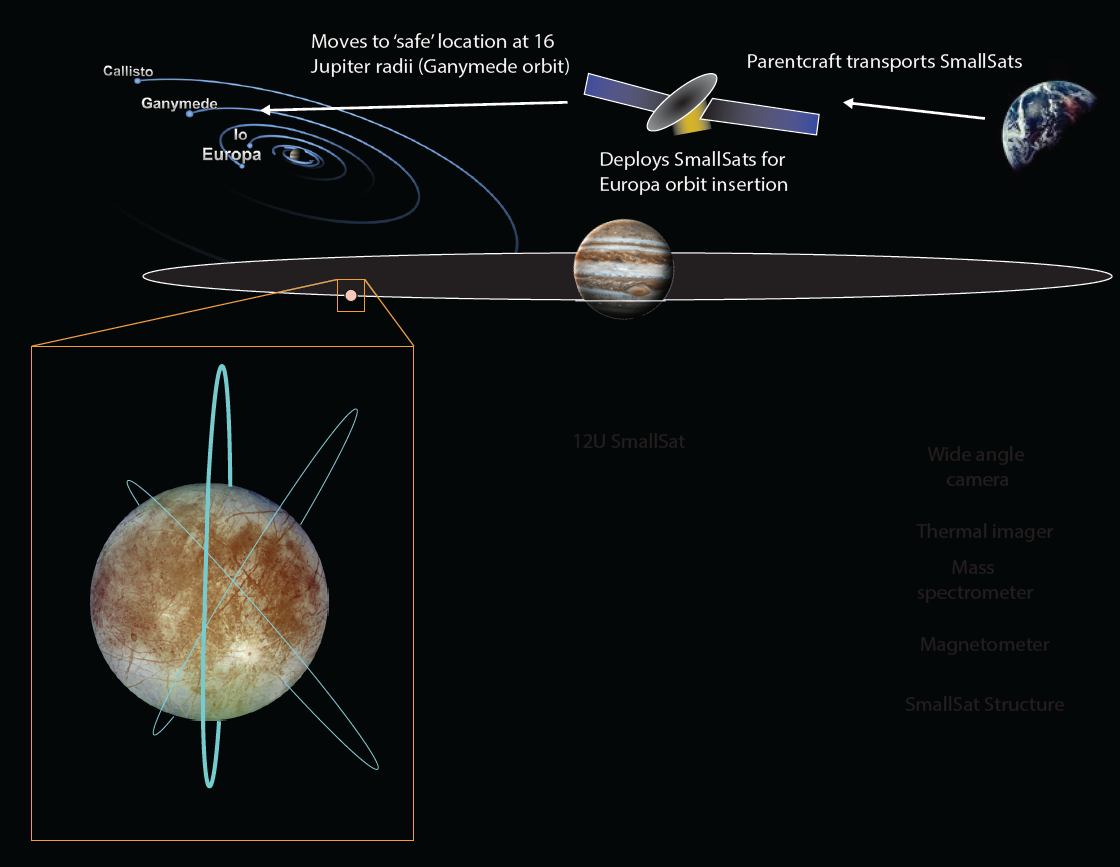 Moves to ‘safe’ location at 16
Jupiter radii (Ganymede orbit)
Parentcraft transports SmallSats
Callisto
Ganymede
Io
Europa
Deploys SmallSats for
Europa orbit insertion
12U SmallSat
Wide angle
camera
Thermal imager
Mass
spectrometer
Magnetometer
SmallSat Structure